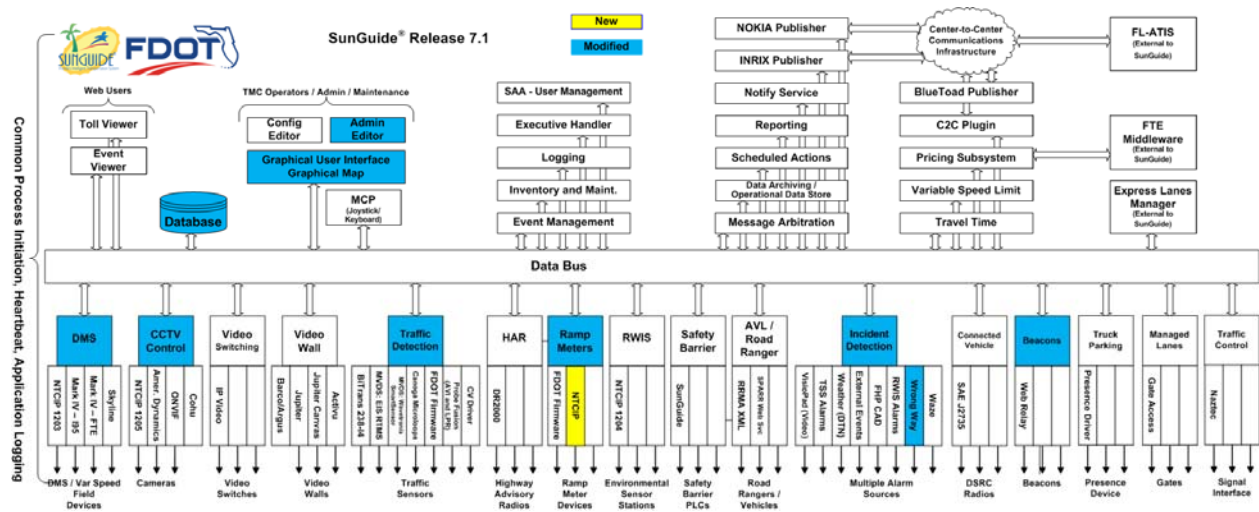 SUNGUIDE
FDOT
SunGuide® Release 7.1
New
Modified
Common Process Initiation, Heartbeat, Application Logging
Web Users
Toll Viewer
Event
Viewer
TMC Operators / Admin / Maintenance
Config
Editor
Admin
Editor
Graphical User Interface
Graphical Map
MCP
(Joystick/
Keyboard)
Database
SAA - User Management
Executive Handler
Logging
Inventory and Maint.
Event Management
NOKIA Publisher
INRIX Publisher
Notify Service
Reporting
Scheduled Actions
Data Archiving /
Operational Data Store
Message Arbitration
Center-to-Center
Communications
Infrastructure
BlueToad Publisher
C2C Plugin
Pricing Subsystem
Variable Speed Limit
Travel Time
FL-ATIS
(External to
SunGuide)
FTE
Middleware
(External to
SunGuide)
Express Lanes
Manager
(External to
SunGuide)
Data Bus
DMS
NTCIP 1203
Mark IV – I95
Mark IV – FTE
Skyline
DMS / Var Speed
Field
Devices
CCTV
Control
NTCIP 1205
Amer. Dynamics
ONVIF
Cohu
Cameras
Video
Switching
IP Video
Video
Switches
Video
Wall
Barco/Argus
Jupiter
Jupiter Canvas
Activu
Video
Walls
Traffic
Detection
BiTrans 238-I4
MVDS: EIS RTMS
MVDS: Wavetronix
SmartSensor
Canoga Microloops
FDOT Firmware
Probe Fusion
(AVI and LPR)
CV Driver
Traffic
Sensors
HAR
DR2000
Highway
Advisory
Radios
Ramp
Meters
FDOT Firmware
NTCIP
Ramp
Meter
Devices
RWIS
NTCIP 1204
Environmental
Sensor
Stations
Safety
Barrier
SunGuide
Safety
Barrier
PLCs
AVL /
Road
Ranger
RRMA XML
SPARR Web Svc
Road
Rangers /
Vehicles
Incident
Detection
VisioPad (Video)
TSS Alarms
Weather (DTN)
External Events
FHP CAD
RWIS Alarms
Wrong Way
Waze
Multiple Alarm
Sources
Connected
Vehicle
SAE J2735
DSRC
Radios
Beacons
Web Relay
Beacons
Truck
Parking
Presence Driver
Presence
Device
Managed
Lanes
Gate Access
Gates
Traffic
Control
Naztec
Signal
Interface